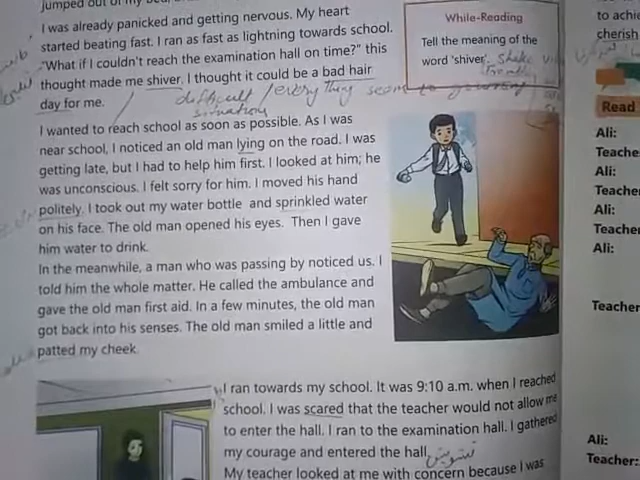 jumped out of my
I was already panicked and getting nervous. My heart
started beating fast. I ran as fast as lightning towards school.
"What if I couldn't reach the examination hall on time?" this
thought made me shiver. I thought it could be a bad hair
day for me.
difficult / every thing seem to
situation
While-Reading
Tell the meaning of the
word 'shiver'. Shake
I wanted to reach school as soon as possible. As I was
near school, I noticed an old man lying on the road. I was
getting late, but I had to help him first. I looked at him; he
was unconscious. I felt sorry for him. I moved his hand
politely. I took out my water bottle and sprinkled water
on his face. The old man opened his eyes. Then I gave
him water to drink.
In the meanwhile, a man who was passing by noticed us. I
told him the whole matter. He called the ambulance and
gave the old man first aid. In a few minutes, the old man
got back into his senses. The old man smiled a little and
patted my cheek.
I ran towards my school. It was 9:10 a.m. when I reached
school. I was scared that the teacher would not allow me
to enter the hall. I ran to the examination hall. I gathered
my courage and entered the hall.
تشویش
My teacher looked at me with concern because I was
to achie
cherish
Read
Ali:
Teache
Ali:
Teacher
Ali:
Teacher
Ali:
Teacher
Ali:
Teacher: